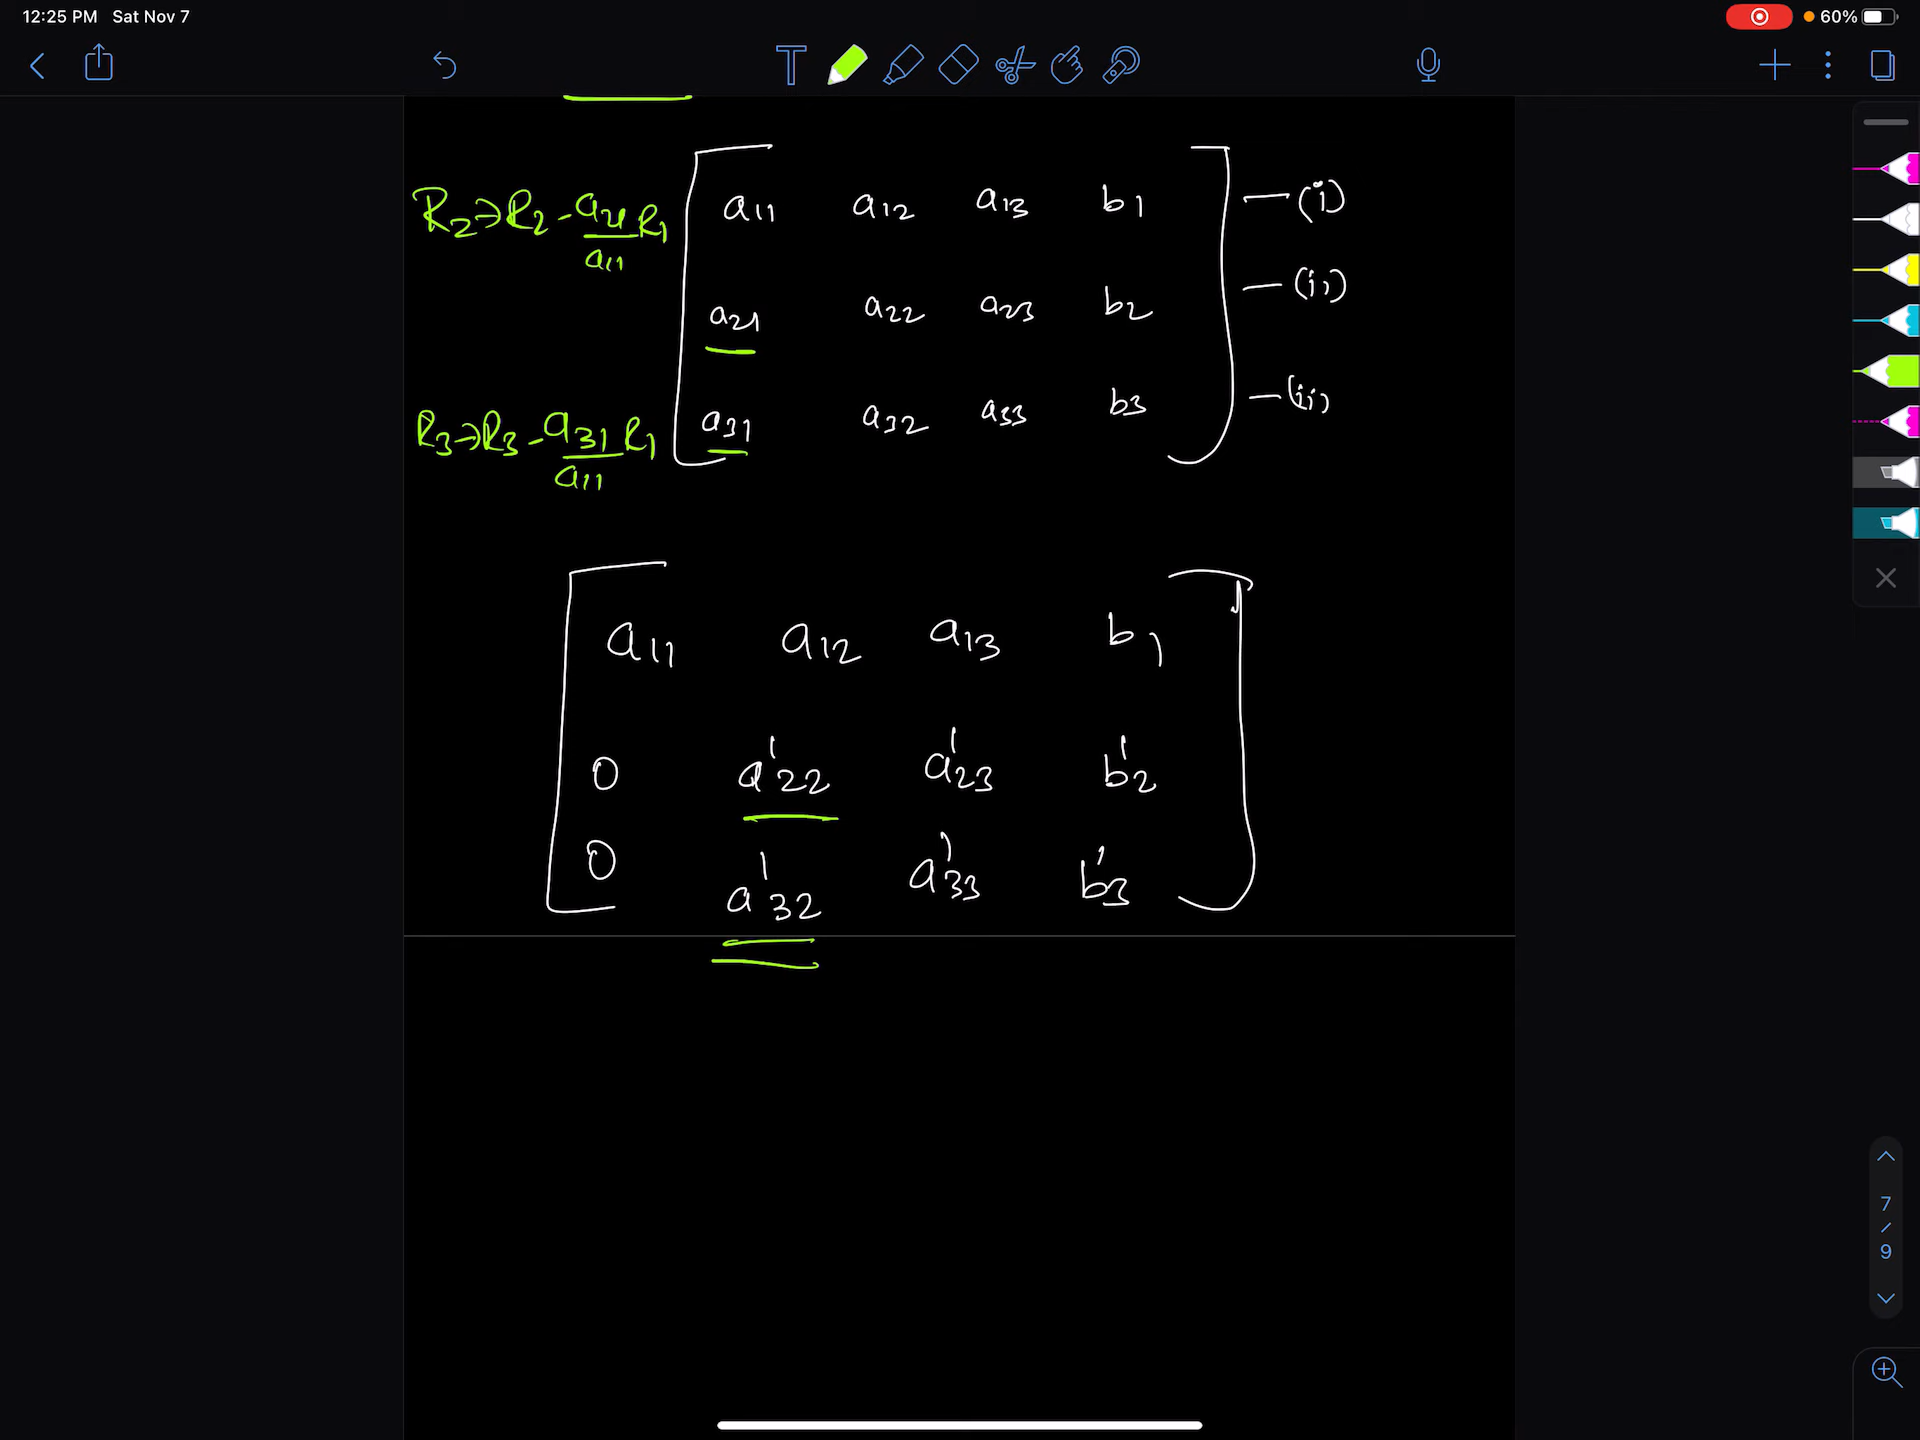 12:25 PM Sat Nov 7
60%
R2→R2 - a21/a11 R1
a11 a12 a13 b1 — (i)
a21 a22 a23 b2 — (ii)
R3→R3 - a31/a11 R1
a31 a32 a33 b3 — (iii)
a11 a12 a13 b1
0 a'22 a'23 b'2
0 a'32 a'33 b'3
7
/
9